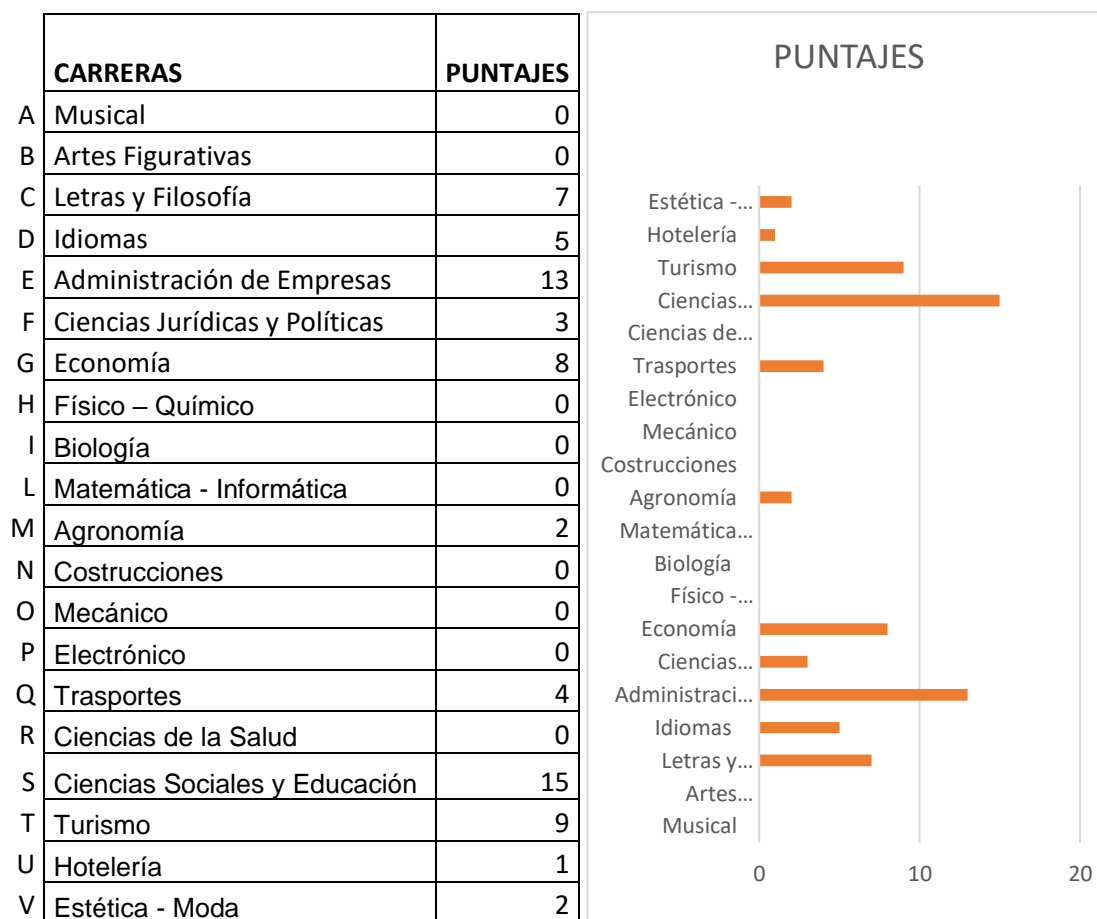 CARRERAS PUNTAJES
A Musical 0
B Artes Figurativas 0
C Letras y Filosofía 7
D Idiomas 5
E Administración de Empresas 13
F Ciencias Jurídicas y Políticas 3
G Economía 8
H Físico – Químico 0
I Biología 0
L Matemática - Informática 0
M Agronomía 2
N Costrucciones 0
O Mecánico 0
P Electrónico 0
Q Trasportes 4
R Ciencias de la Salud 0
S Ciencias Sociales y Educación 15
T Turismo 9
U Hotelería 1
V Estética - Moda 2
PUNTAJES
Estética -...
Hotelería
Turismo
Ciencias...
Ciencias de...
Trasportes
Electrónico
Mecánico
Costrucciones
Agronomía
Matemática...
Biología
Físico -...
Economía
Ciencias...
Administraci...
Idiomas
Letras y...
Artes...
Musical
0 10 20